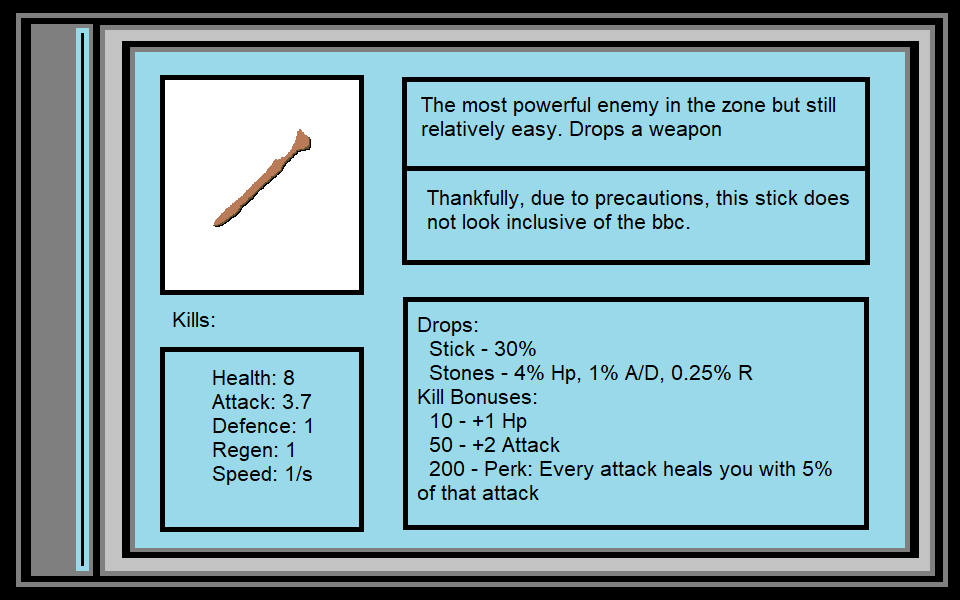 The most powerful enemy in the zone but still
relatively easy. Drops a weapon
Thankfully, due to precautions, this stick does
not look inclusive of the bbc.
Kills:
Health: 8
Attack: 3.7
Defence: 1
Regen: 1
Speed: 1/s
Drops:
Stick - 30%
Stones - 4% Hp, 1% A/D, 0.25% R
Kill Bonuses:
10 - +1 Hp
50 - +2 Attack
200 - Perk: Every attack heals you with 5%
of that attack